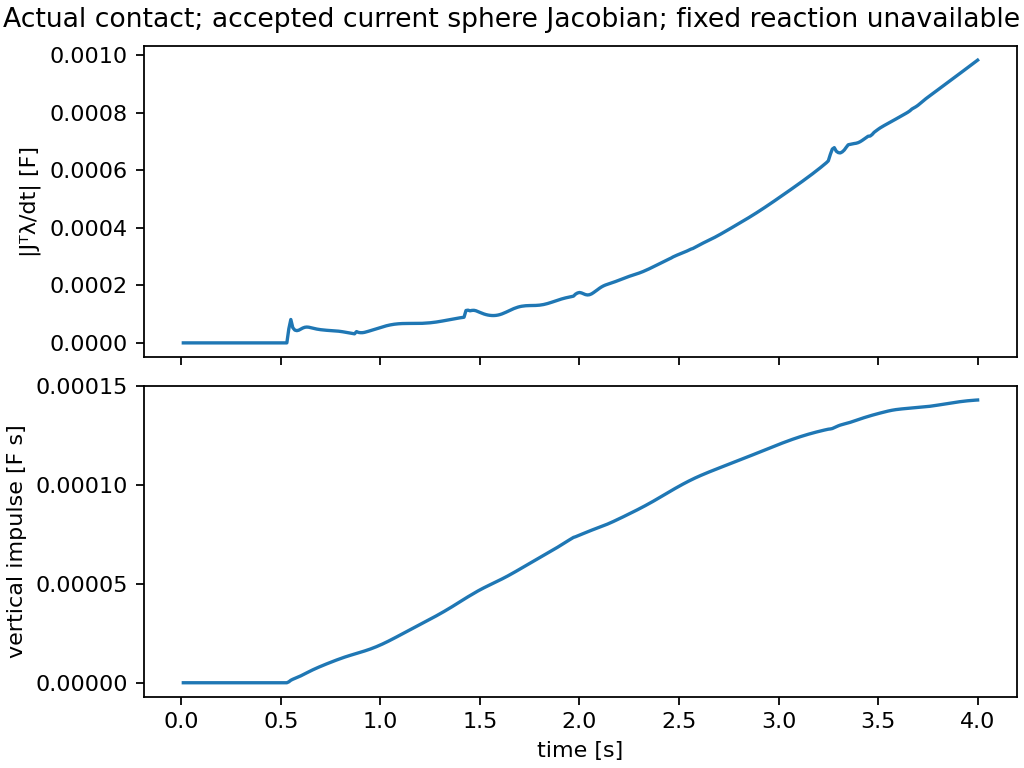 Actual contact; accepted current sphere Jacobian; fixed reaction unavailable
|Jᵀλ/dt| [F]
0.0010
0.0008
0.0006
0.0004
0.0002
0.0000
vertical impulse [F s]
0.00015
0.00010
0.00005
0.00000
0.0 0.5 1.0 1.5 2.0 2.5 3.0 3.5 4.0
time [s]